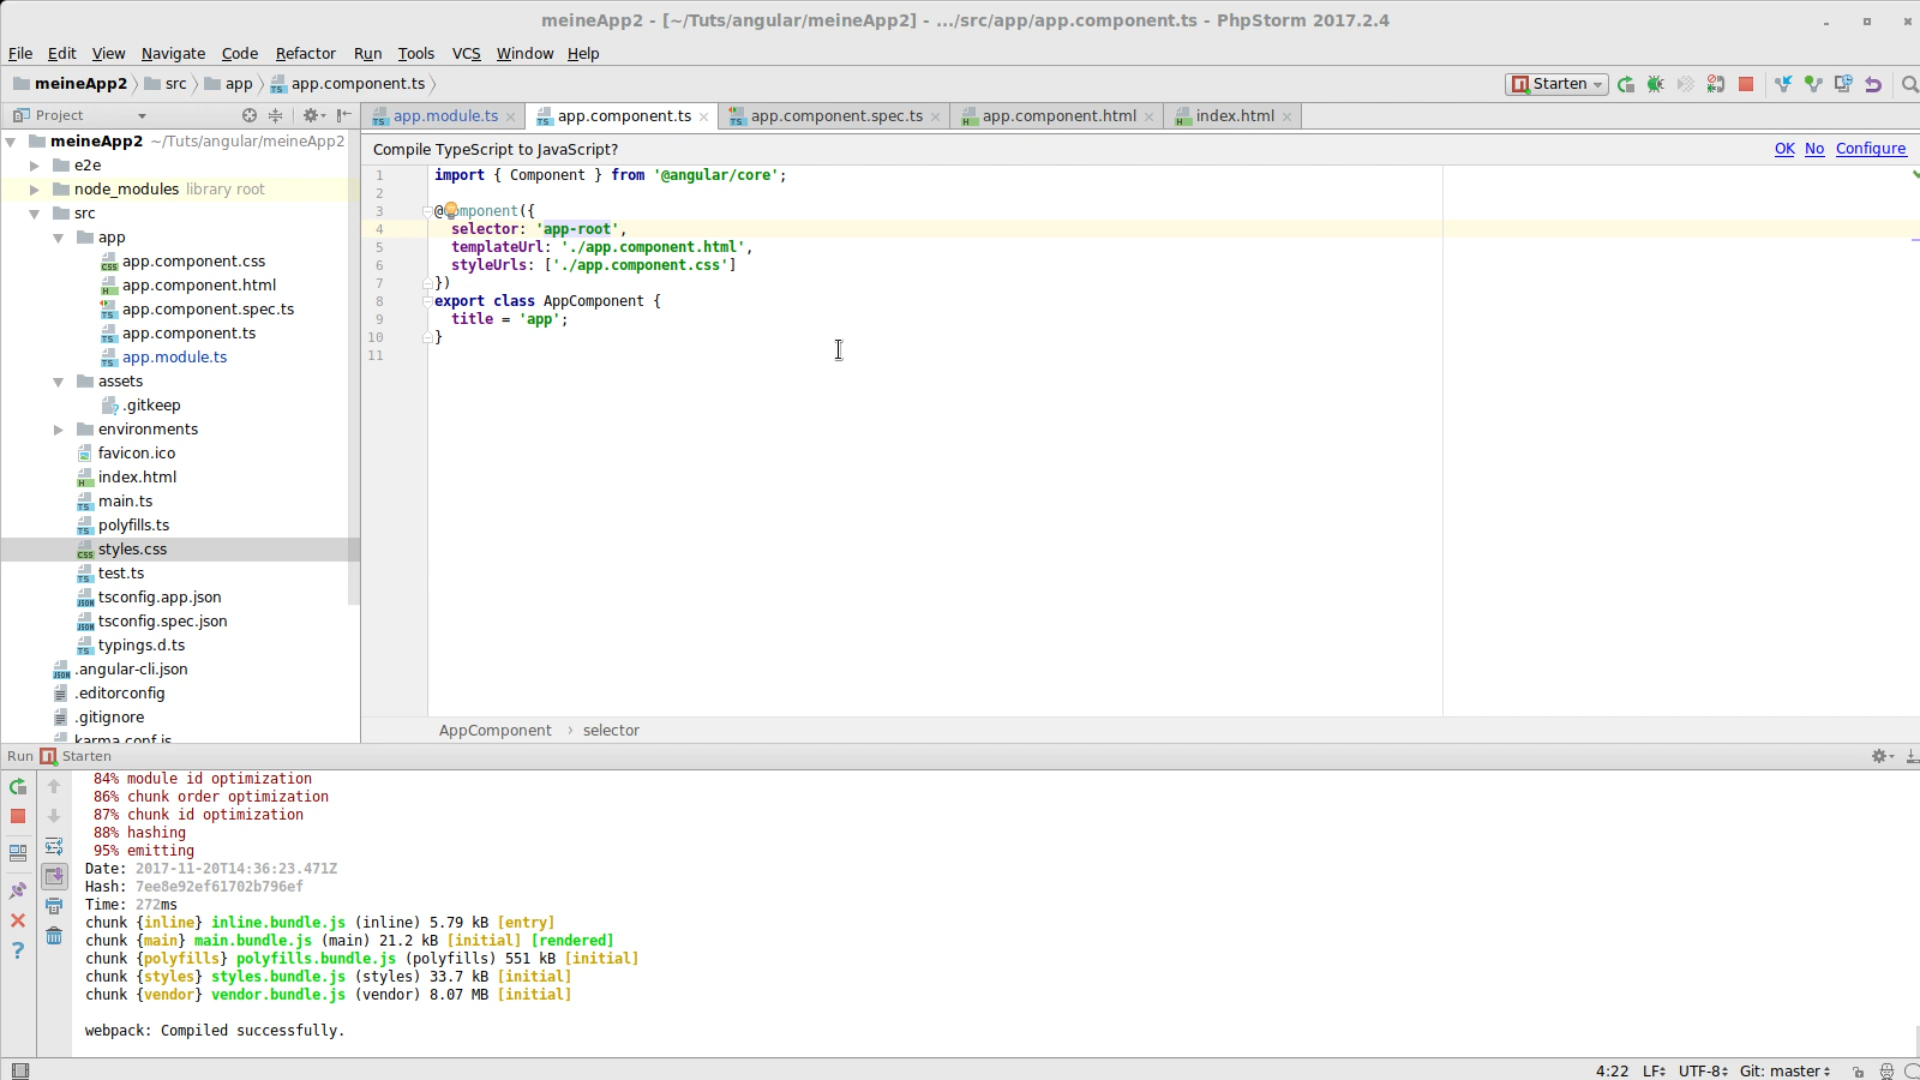 meineApp2 - [~/Tuts/angular/meineApp2] - .../src/app/app.component.ts - PhpStorm 2017.2.4
File Edit View Navigate Code Refactor Run Tools VCS Window Help
meineApp2 src app app.component.ts Starten
Project app.module.ts app.component.ts app.component.spec.ts app.component.html index.html
meineApp2 ~/Tuts/angular/meineApp2
e2e
node_modules library root
src
app
app.component.css
app.component.html
app.component.spec.ts
app.component.ts
app.module.ts
assets
.gitkeep
environments
favicon.ico
index.html
main.ts
polyfills.ts
styles.css
test.ts
tsconfig.app.json
tsconfig.spec.json
typings.d.ts
.angular-cli.json
.editorconfig
.gitignore
karma.conf.js
Compile TypeScript to JavaScript? OK No Configure
1 import { Component } from '@angular/core';
2
3 @Component({
4 selector: 'app-root',
5 templateUrl: './app.component.html',
6 styleUrls: ['./app.component.css']
7 })
8 export class AppComponent {
9 title = 'app';
10 }
11
AppComponent › selector
Run Starten
84% module id optimization
86% chunk order optimization
87% chunk id optimization
88% hashing
95% emitting
Date: 2017-11-20T14:36:23.471Z
Hash: 7ee8e92ef61702b796ef
Time: 272ms
chunk {inline} inline.bundle.js (inline) 5.79 kB [entry]
chunk {main} main.bundle.js (main) 21.2 kB [initial] [rendered]
chunk {polyfills} polyfills.bundle.js (polyfills) 551 kB [initial]
chunk {styles} styles.bundle.js (styles) 33.7 kB [initial]
chunk {vendor} vendor.bundle.js (vendor) 8.07 MB [initial]
webpack: Compiled successfully.
4:22 LF UTF-8 Git: master